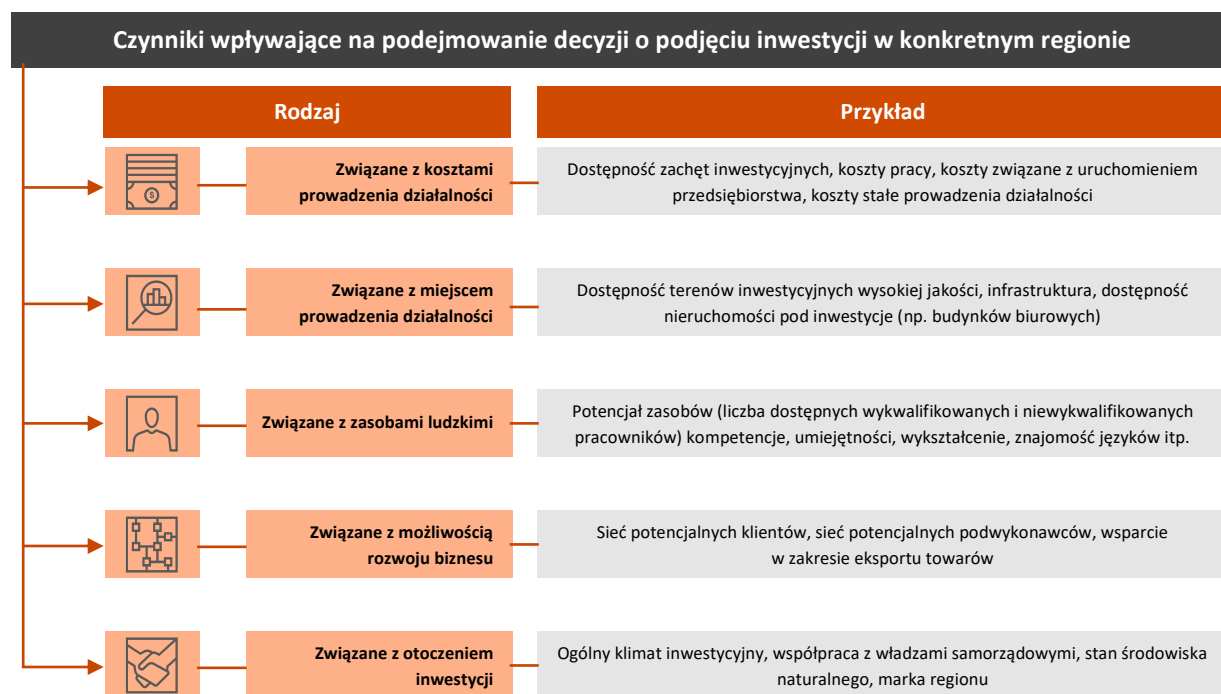 Czynniki wpływające na podejmowanie decyzji o podjęciu inwestycji w konkretnym regionie
Rodzaj
Przykład
Związane z kosztami
prowadzenia działalności
Dostępność zachęt inwestycyjnych, koszty pracy, koszty związane z uruchomieniem
przedsiębiorstwa, koszty stałe prowadzenia działalności
Związane z miejscem
prowadzenia działalności
Dostępność terenów inwestycyjnych wysokiej jakości, infrastruktura, dostępność
nieruchomości pod inwestycje (np. budynków biurowych)
Związane z zasobami ludzkimi
Potencjał zasobów (liczba dostępnych wykwalifikowanych i niewykwalifikowanych
pracowników) kompetencje, umiejętności, wykształcenie, znajomość języków itp.
Związane z możliwością
rozwoju biznesu
Sieć potencjalnych klientów, sieć potencjalnych podwykonawców, wsparcie
w zakresie eksportu towarów
Związane z otoczeniem
inwestycji
Ogólny klimat inwestycyjny, współpraca z władzami samorządowymi, stan środowiska
naturalnego, marka regionu